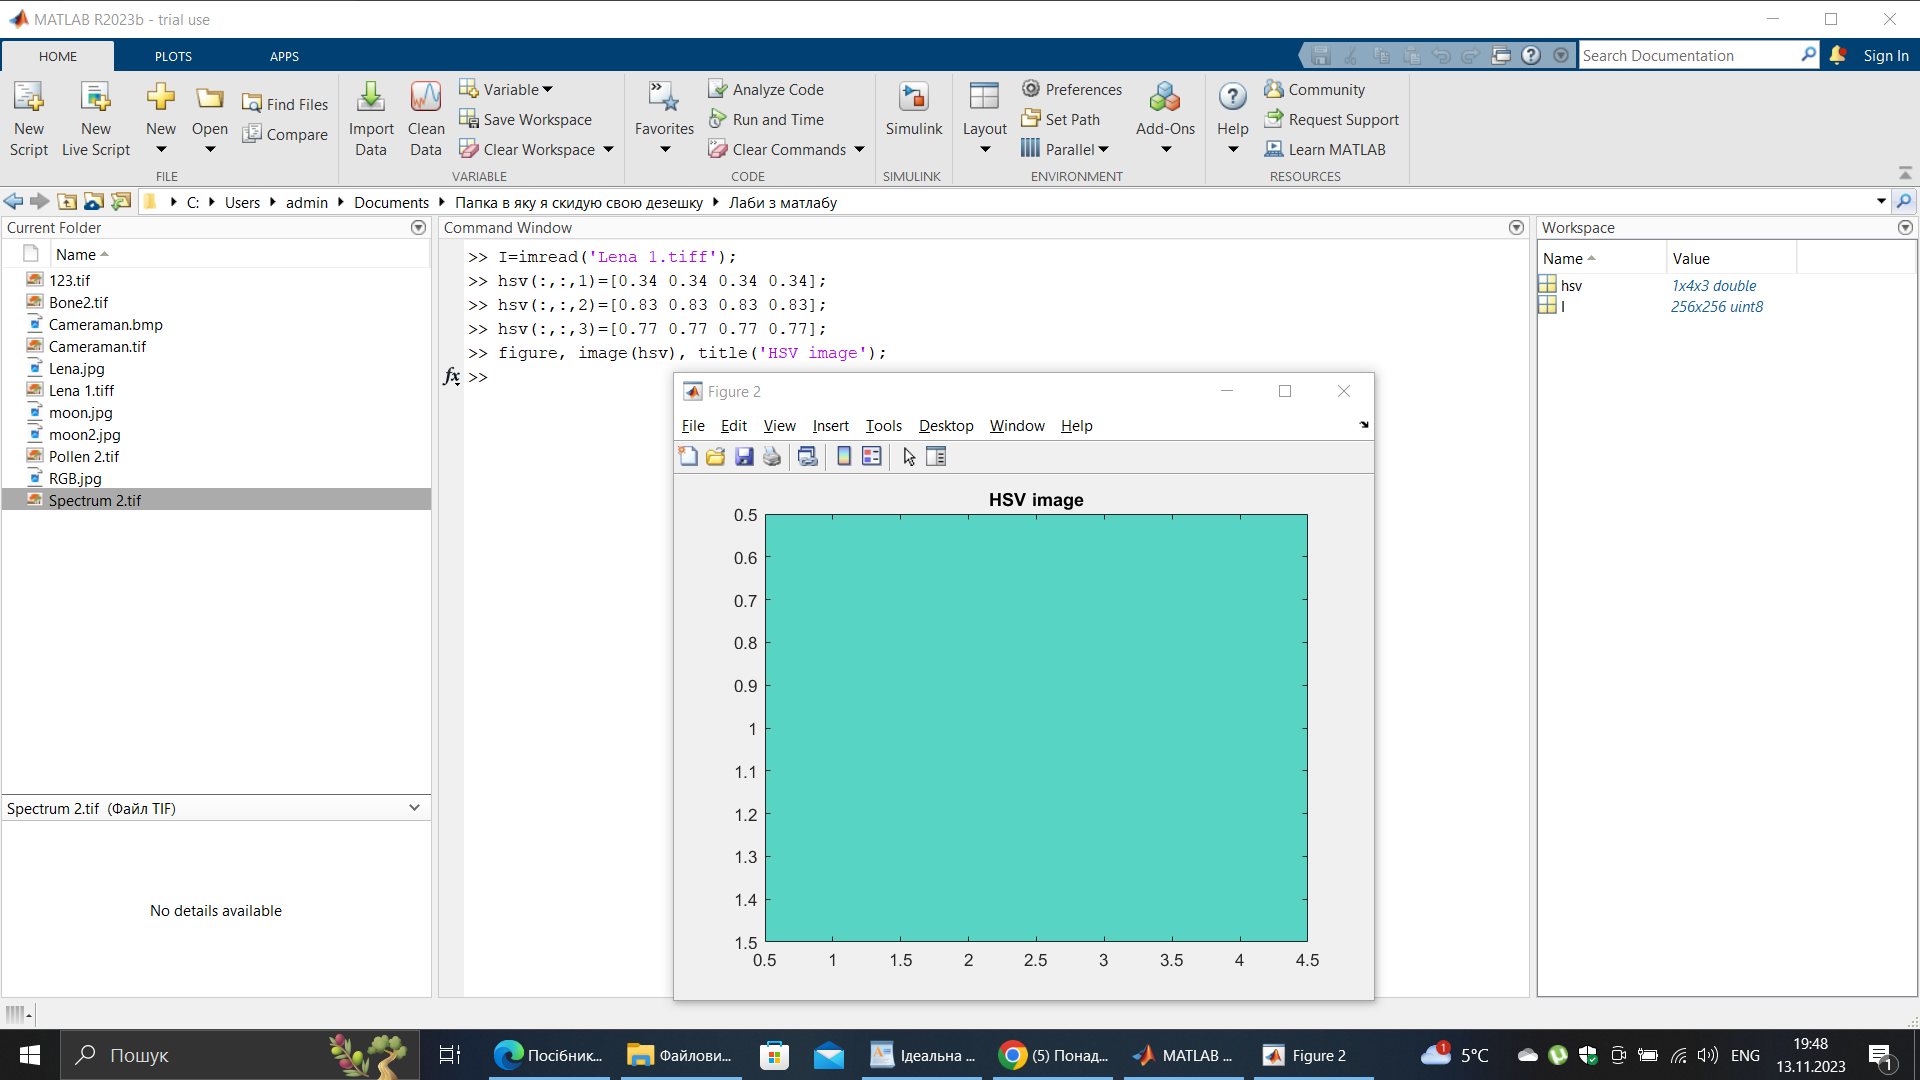 MATLAB R2023b - trial use
HOME PLOTS APPS
Search Documentation
Sign In
New Script
New Live Script
New
Open
Find Files
Compare
FILE
Import Data
Clean Data
Variable
Save Workspace
Clear Workspace
VARIABLE
Favorites
Analyze Code
Run and Time
Clear Commands
CODE
Simulink
SIMULINK
Layout
Preferences
Set Path
Parallel
Add-Ons
ENVIRONMENT
Help
Community
Request Support
Learn MATLAB
RESOURCES
C: Users admin Documents Папка в яку я скидую свою дезешку Лаби з матлабу
Current Folder
Name
123.tif
Bone2.tif
Cameraman.bmp
Cameraman.tif
Lena.jpg
Lena 1.tiff
moon.jpg
moon2.jpg
Pollen 2.tif
RGB.jpg
Spectrum 2.tif
Spectrum 2.tif (Файл TIF)
No details available
Command Window
>> I=imread('Lena 1.tiff');
>> hsv(:,:,1)=[0.34 0.34 0.34 0.34];
>> hsv(:,:,2)=[0.83 0.83 0.83 0.83];
>> hsv(:,:,3)=[0.77 0.77 0.77 0.77];
>> figure, image(hsv), title('HSV image');
fx >>
Figure 2
File Edit View Insert Tools Desktop Window Help
HSV image
0.5
0.6
0.7
0.8
0.9
1
1.1
1.2
1.3
1.4
1.5
0.5 1 1.5 2 2.5 3 3.5 4 4.5
Workspace
Name Value
hsv 1x4x3 double
I 256x256 uint8
Пошук
Посібник...
Файлови...
Ідеальна ...
(5) Понад...
MATLAB ...
Figure 2
1
5°C
ENG
19:48
13.11.2023
1